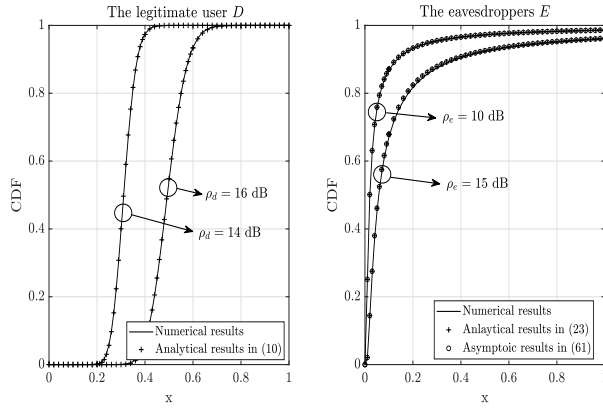 The legitimate user D
CDF
1
0.8
0.6
0.4
0.2
0
ρd = 16 dB
ρd = 14 dB
Numerical results
Analytical results in (10)
0 0.2 0.4 0.6 0.8 1
x
The eavesdroppers E
CDF
1
0.8
0.6
0.4
0.2
0
ρe = 10 dB
ρe = 15 dB
Numerical results
Anlaytical results in (23)
Asymptoic results in (61)
0 0.2 0.4 0.6 0.8
x